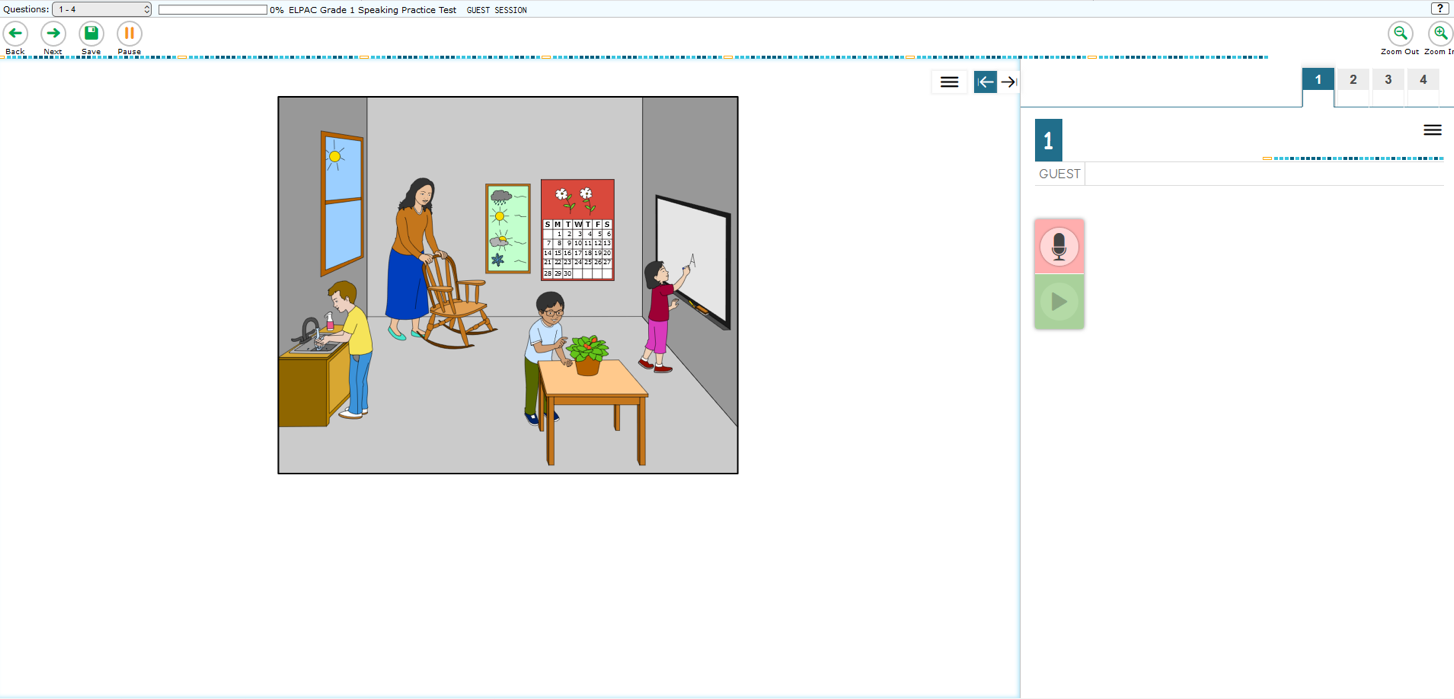 Questions: 1 - 4 0% ELPAC Grade 1 Speaking Practice Test GUEST SESSION ?
Back Next Save Pause Zoom Out Zoom In
1 2 3 4
1
GUEST
S M T W T F S
1 2 3 4 5 6
7 8 9 10 11 12 13
14 15 16 17 18 19 20
21 22 23 24 25 26 27
28 29 30
A